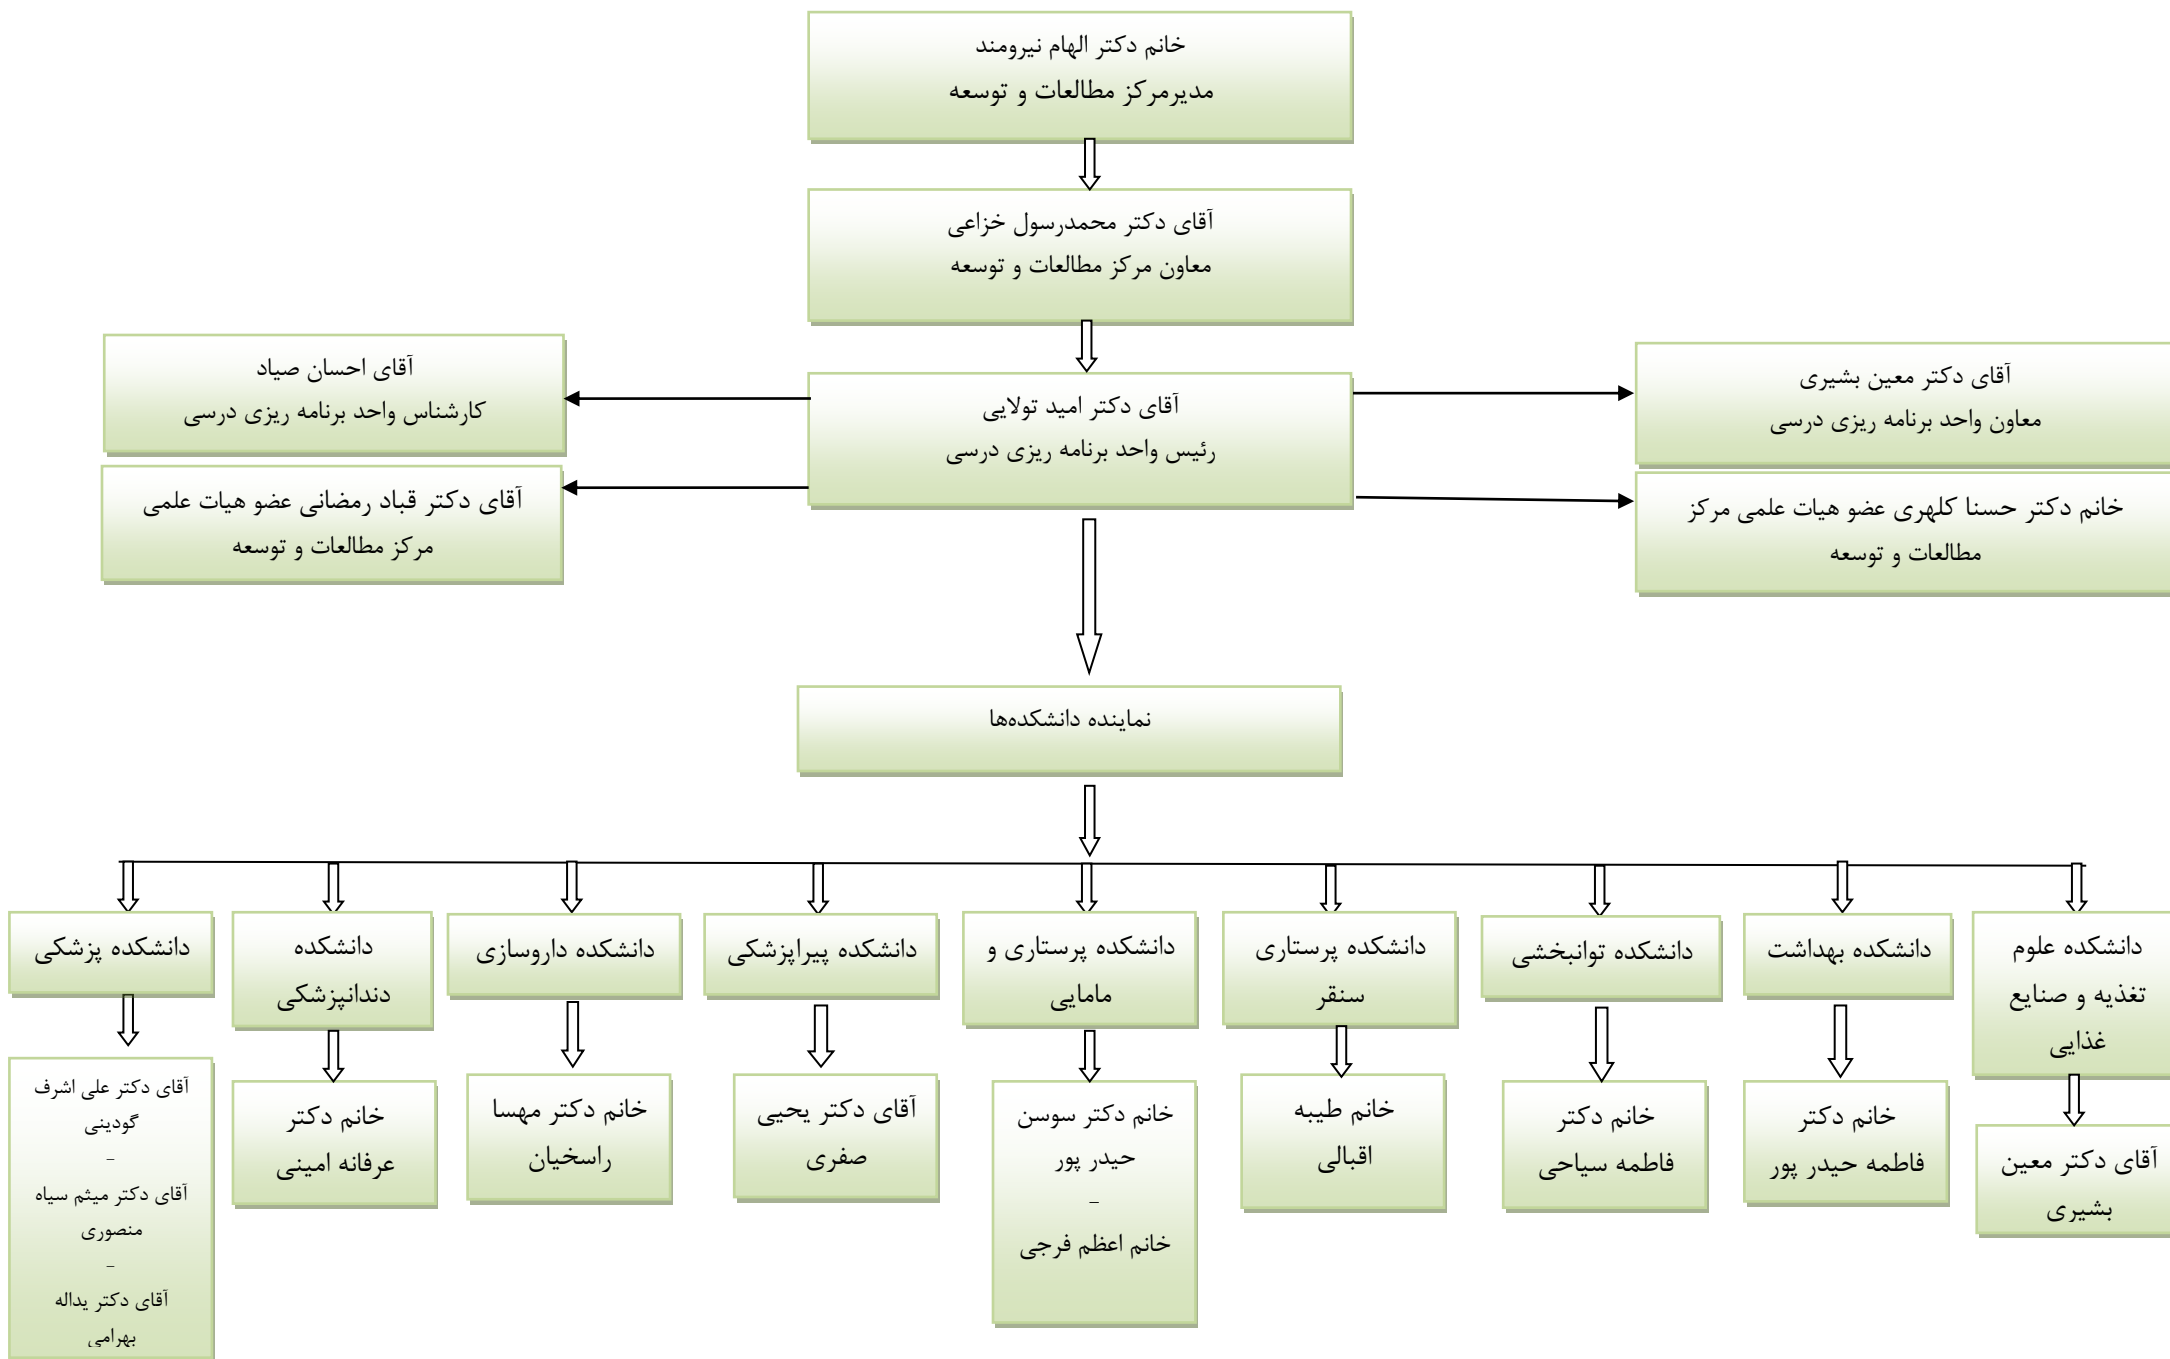 خانم دکتر الهام نیرومند
مدیرمرکز مطالعات و توسعه
آقای دکتر محمدرسول خزاعی
معاون مرکز مطالعات و توسعه
آقای دکتر معین بشیری
معاون واحد برنامه ریزی درسی
آقای دکتر امید تولایی
رئیس واحد برنامه ریزی درسی
آقای احسان صیاد
کارشناس واحد برنامه ریزی درسی
خانم دکتر حسنا کلهری عضو هیات علمی مرکز
مطالعات و توسعه
آقای دکتر قباد رمضانی عضو هیات علمی
مرکز مطالعات و توسعه
نماینده دانشکده‌ها
دانشکده علوم
تغذیه و صنایع
غذایی
دانشکده بهداشت
دانشکده توانبخشی
دانشکده پرستاری
سنقر
دانشکده پرستاری و
مامایی
دانشکده پیراپزشکی
دانشکده داروسازی
دانشکده
دندانپزشکی
دانشکده پزشکی
آقای دکتر معین
بشیری
خانم دکتر
فاطمه حیدر پور
خانم دکتر
فاطمه سیاحی
خانم طیبه
اقبالی
خانم دکتر سوسن
حیدر پور
–
خانم اعظم فرجی
آقای دکتر یحیی
صفری
خانم دکتر مهسا
راسخیان
خانم دکتر
عرفانه امینی
آقای دکتر علی اشرف
گودینی
–
آقای دکتر میثم سیاه
منصوری
–
آقای دکتر یداله
بهرامی